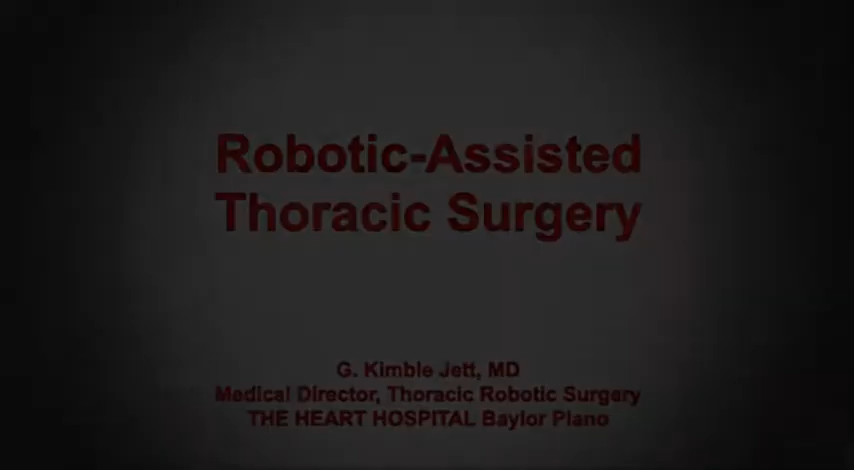 Robotic-Assisted
Thoracic Surgery
G. Kimble Jett, MD
Medical Director, Thoracic Robotic Surgery
THE HEART HOSPITAL Baylor Plano